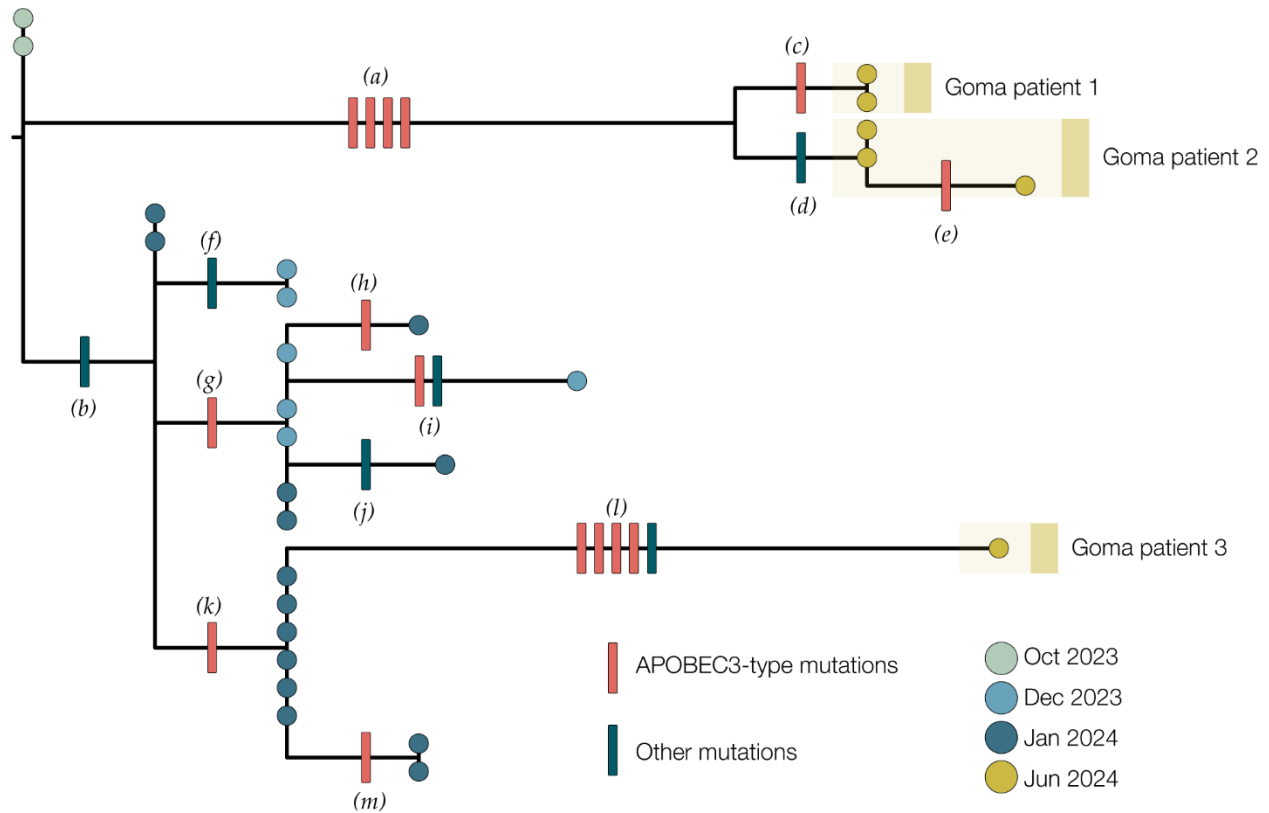 (a)
(c)
Goma patient 1
Goma patient 2
(d)
(e)
(f)
(h)
(g)
(b)
(i)
(j)
(l)
Goma patient 3
(k)
APOBEC3-type mutations
Other mutations
(m)
Oct 2023
Dec 2023
Jan 2024
Jun 2024